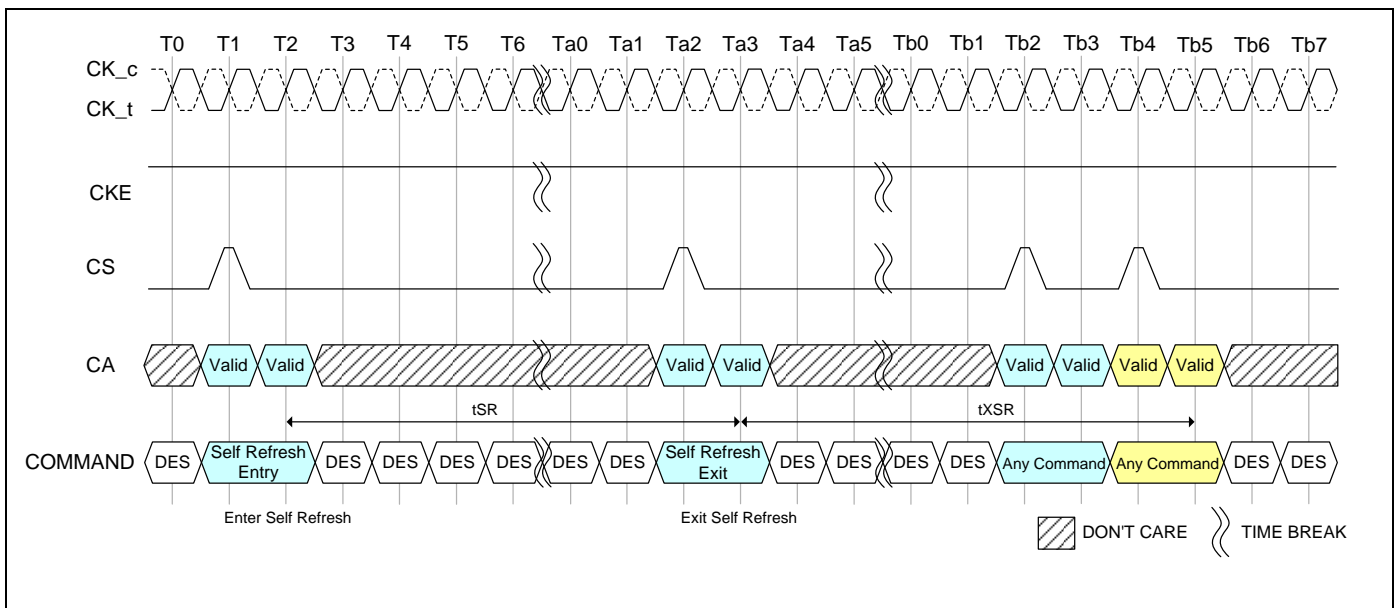 T0 T1 T2 T3 T4 T5 T6 Ta0 Ta1 Ta2 Ta3 Ta4 Ta5 Tb0 Tb1 Tb2 Tb3 Tb4 Tb5 Tb6 Tb7
CK_c
CK_t
CKE
CS
CA Valid Valid Valid Valid Valid Valid Valid Valid
tSR tXSR
COMMAND DES Self Refresh Entry DES DES DES DES DES DES Self Refresh Exit DES DES DES DES Any Command Any Command DES DES
Enter Self Refresh Exit Self Refresh
DON'T CARE TIME BREAK